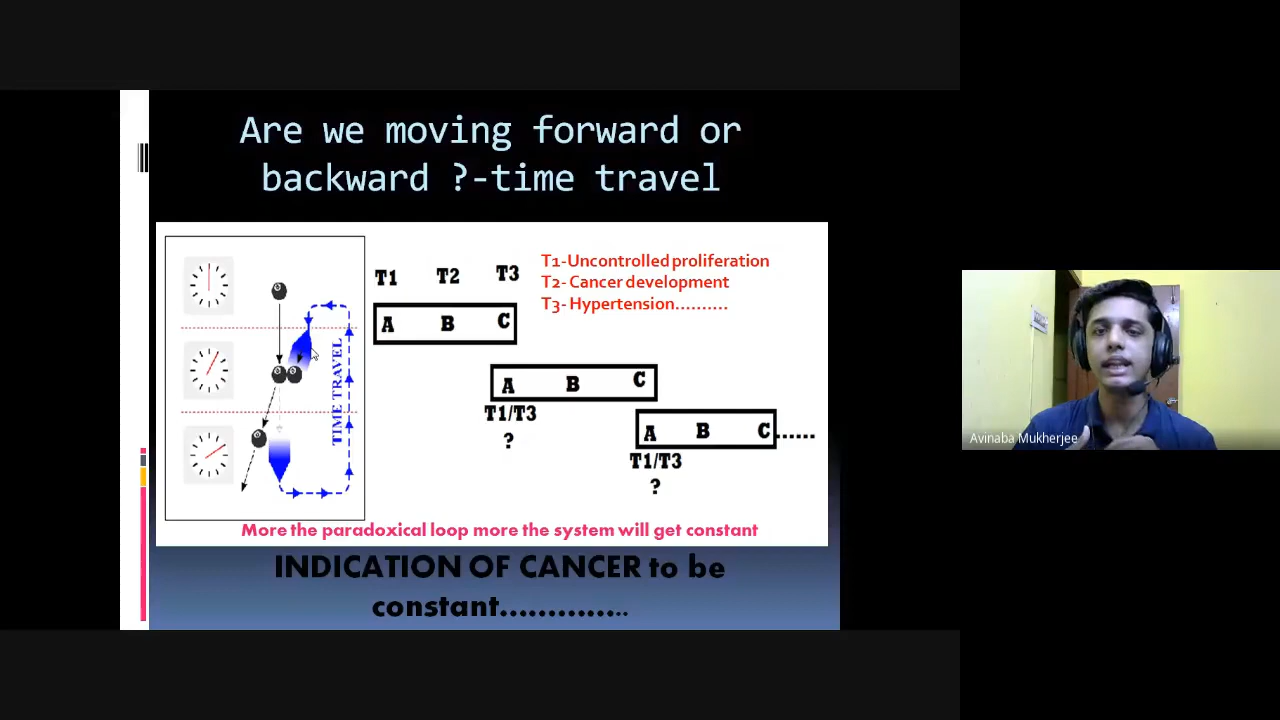 Are we moving forward or
backward ?-time travel
T1 T2 T3
A B C
T1-Uncontrolled proliferation
T2- Cancer development
T3- Hypertension..........
TIME TRAVEL
A B C
T1/T3
?
A B C......
T1/T3
?
More the paradoxical loop more the system will get constant
INDICATION OF CANCER to be
constant..............
Avinaba Mukherjee